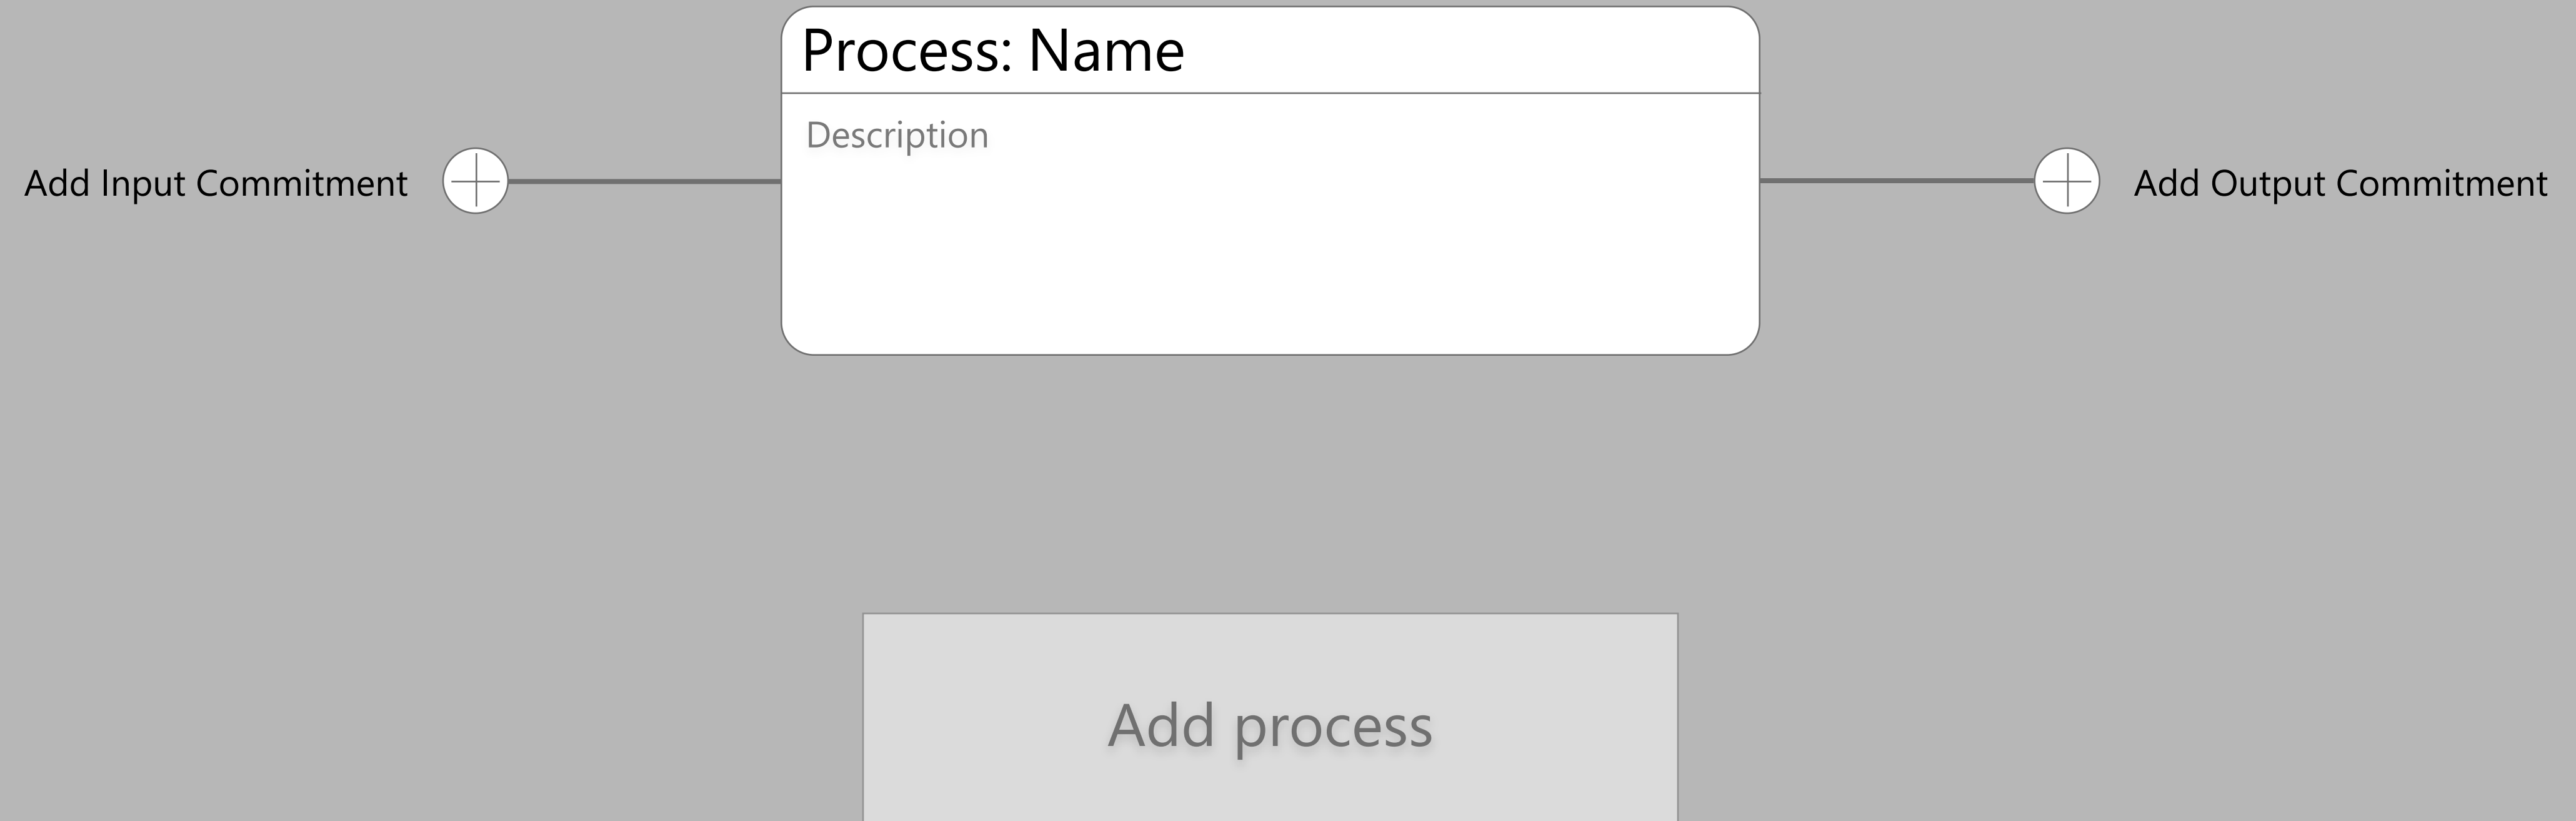 Process: Name
Description
Add Input Commitment
Add Output Commitment
Add process